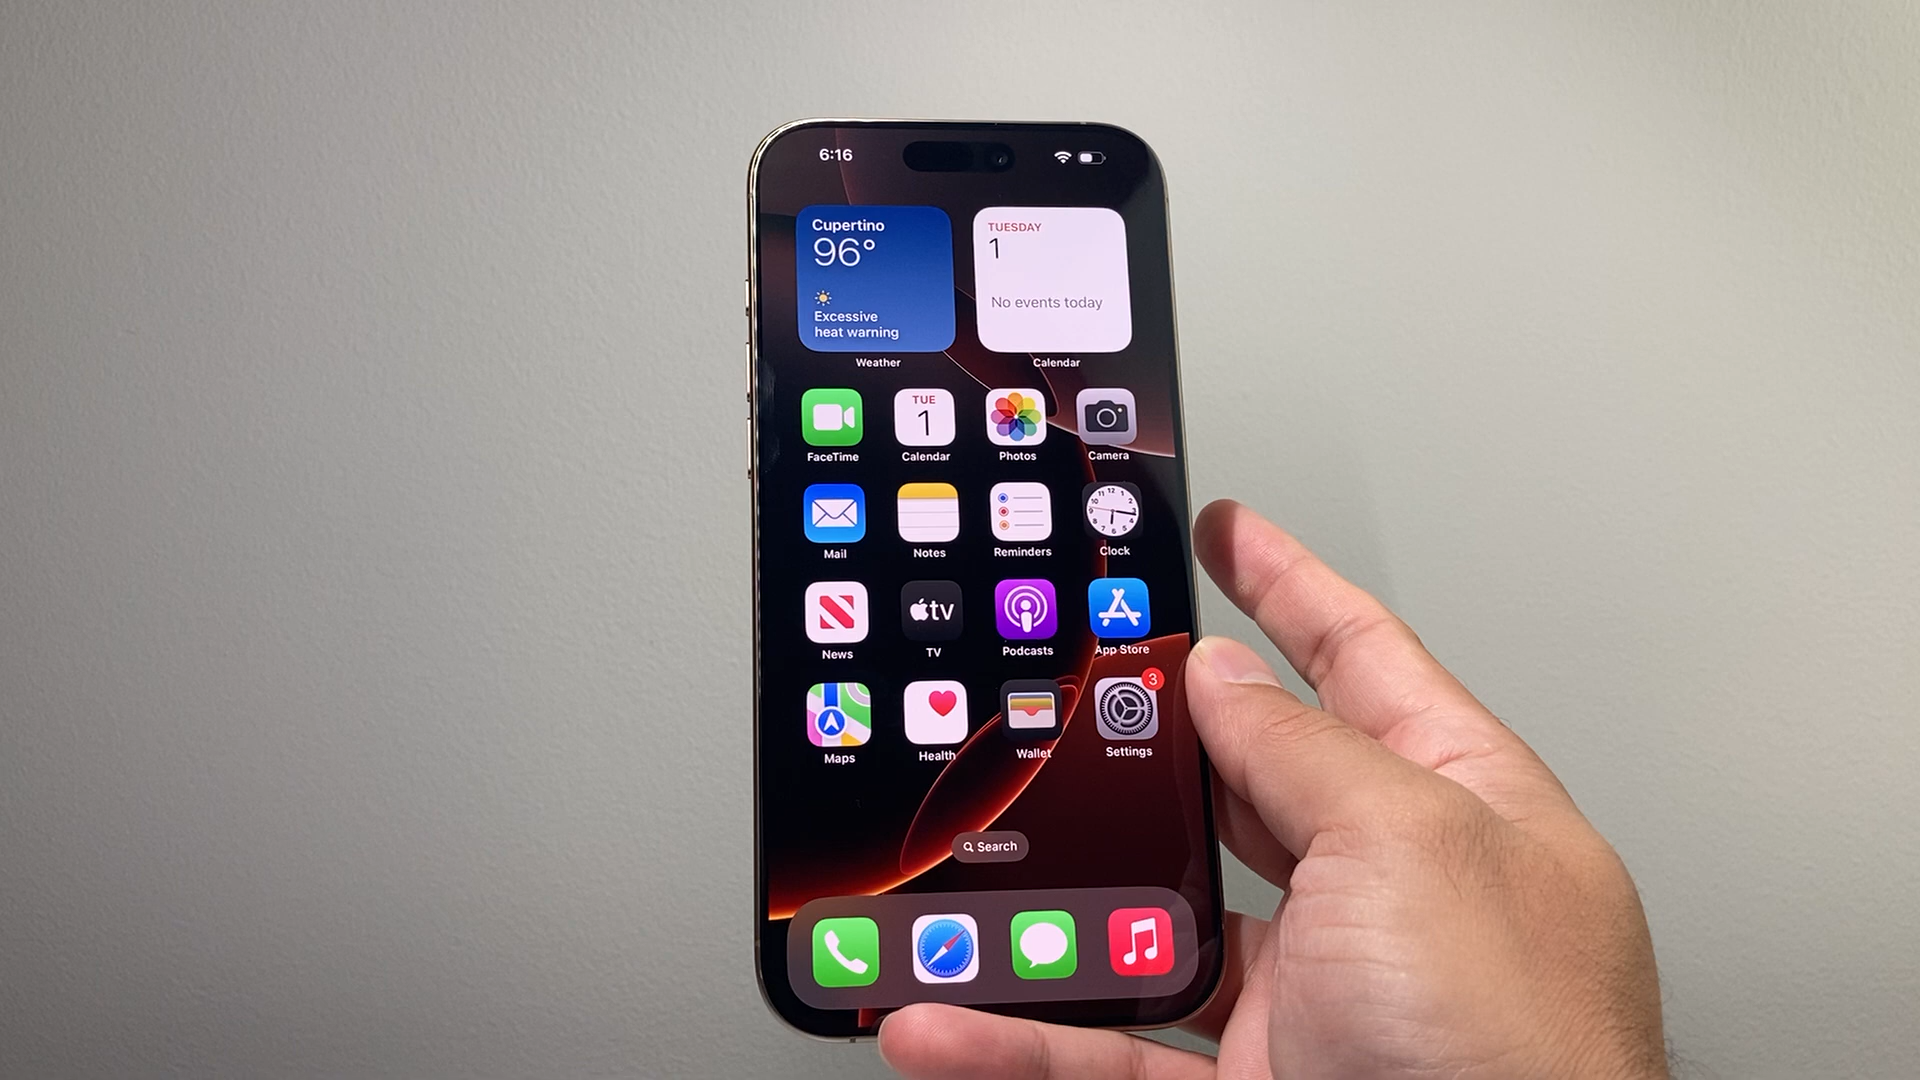 6:16
Cupertino
96°
Excessive
heat warning
Weather
TUESDAY
1
No events today
Calendar
FaceTime
TUE
1
Calendar
Photos
Camera
Mail
Notes
Reminders
Clock
News
tv
TV
Podcasts
App Store
Maps
Health
Wallet
3
Settings
Search